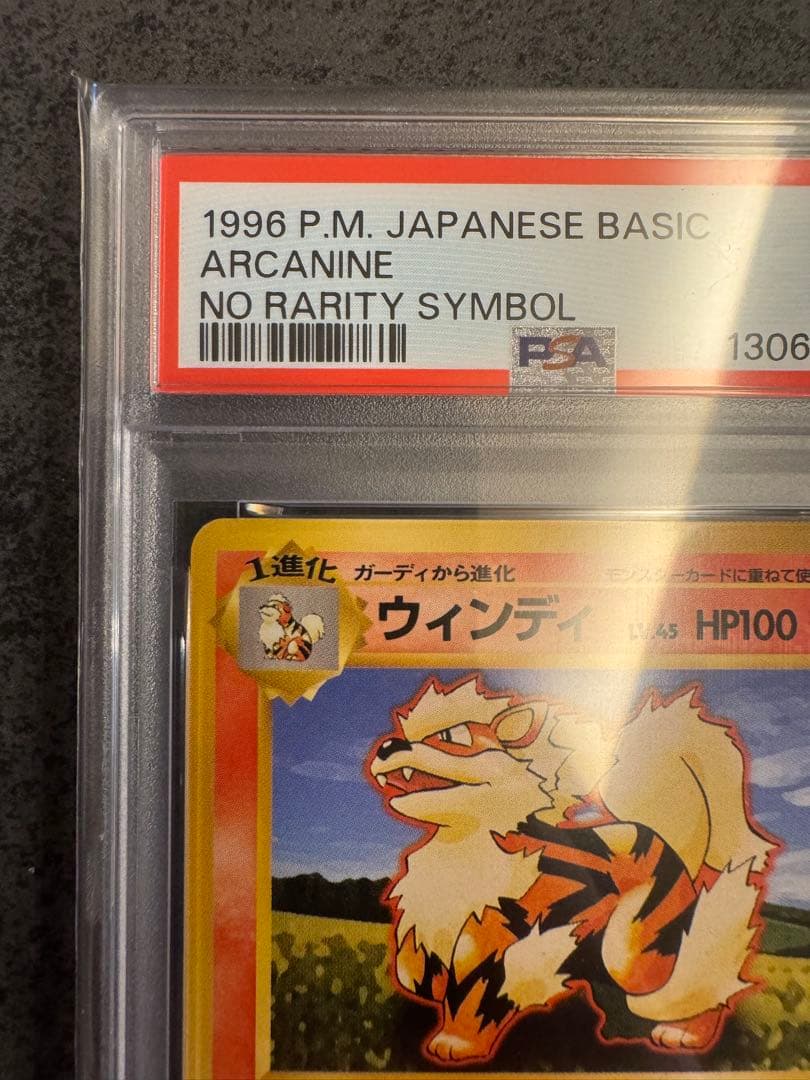 1996 P.M. JAPANESE BASIC
ARCANINE
NO RARITY SYMBOL
PSA 1306
1進化 ガーディから進化 モンスターカードに重ねて使
ウィンディ LV.45 HP100